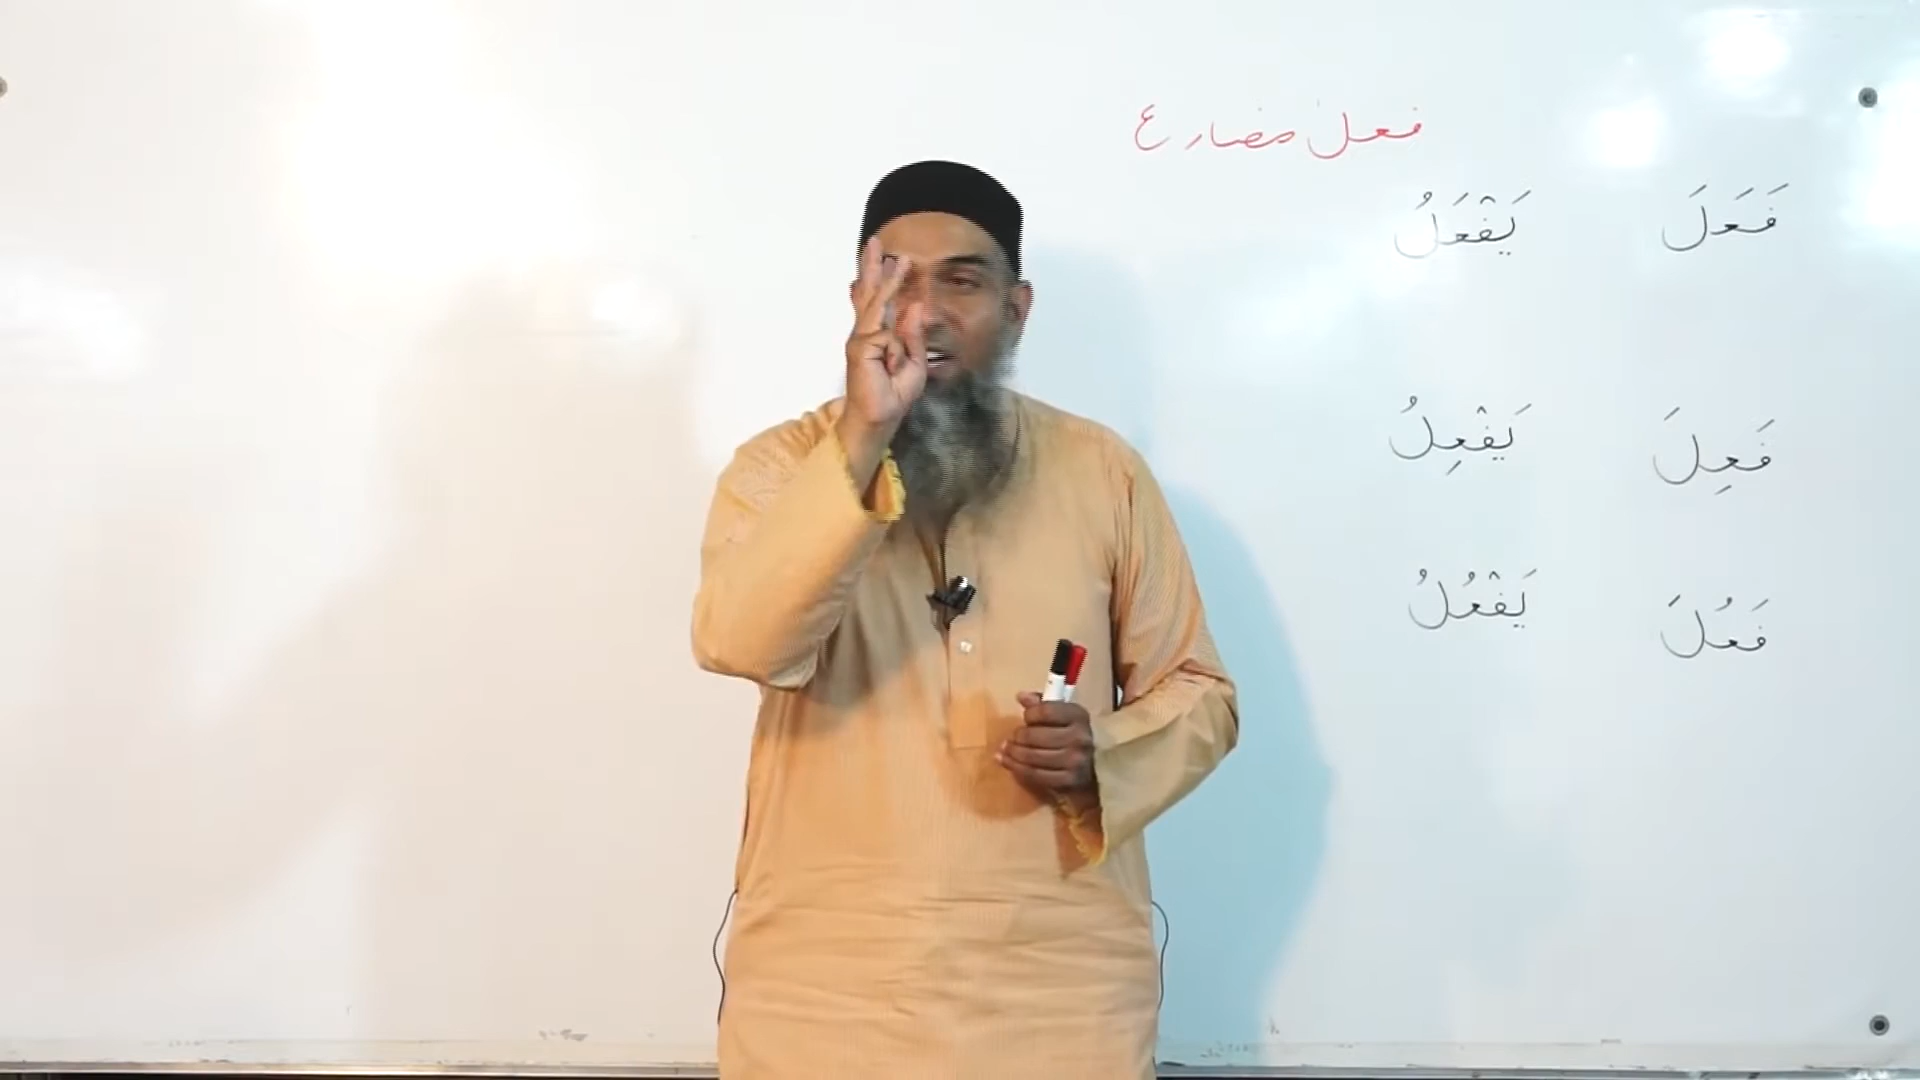 فعل مضارع
فَعَلَ يَفْعَلُ
فَعِلَ يَفْعِلُ
فَعُلَ يَفْعُلُ